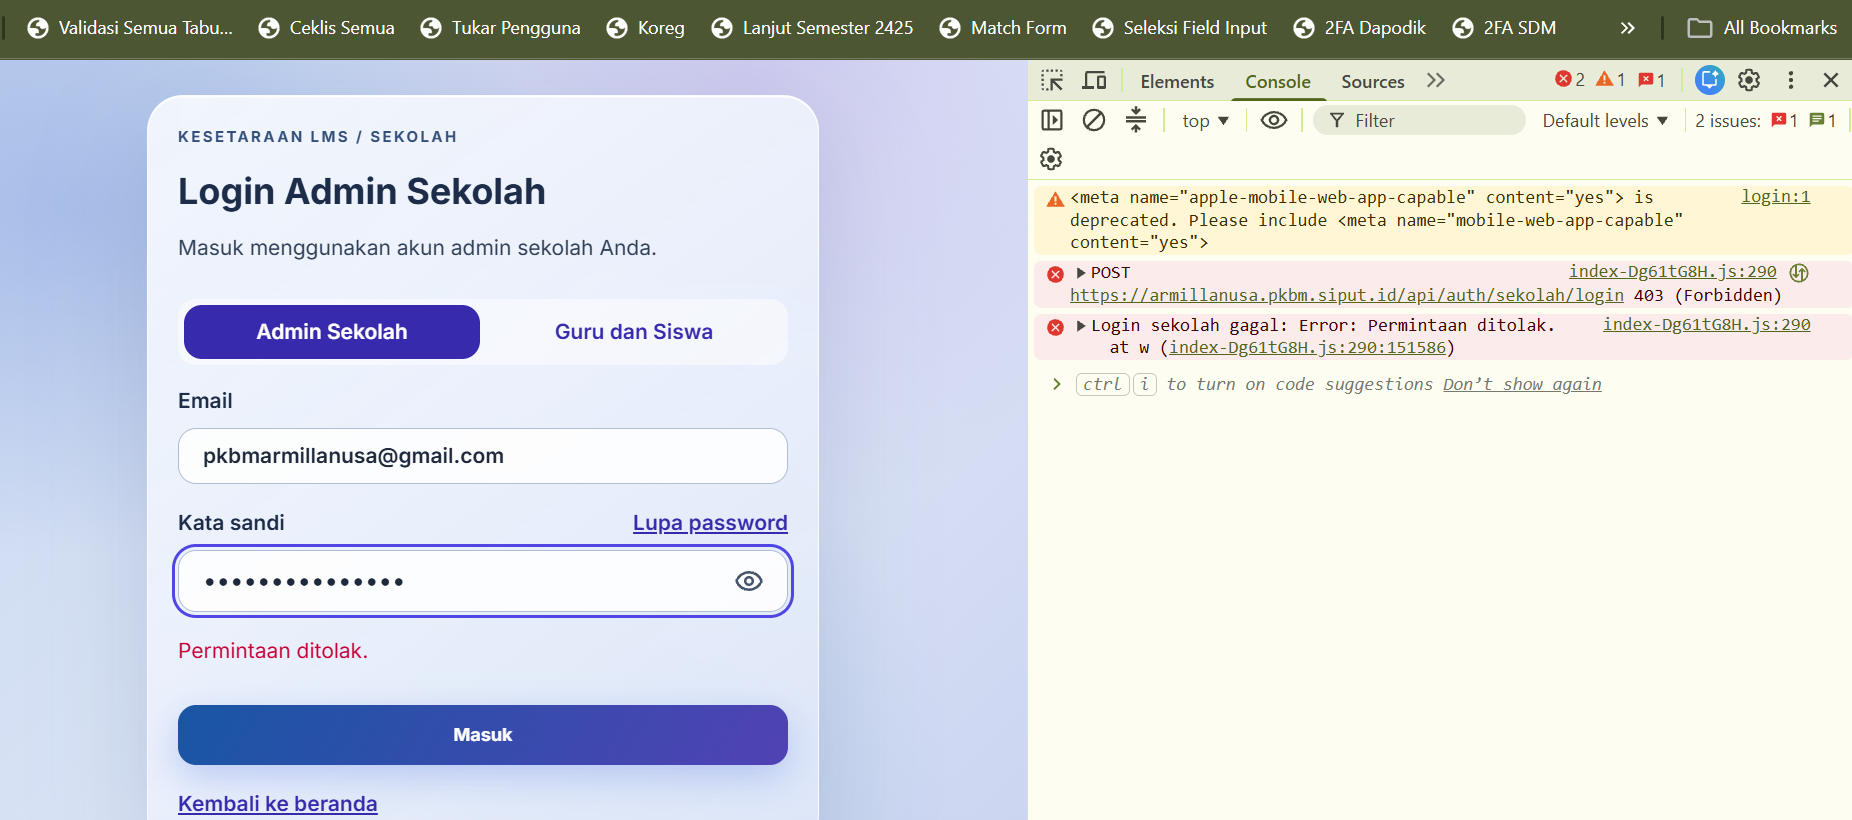 Validasi Semua Tabu... Ceklis Semua Tukar Pengguna Koreg Lanjut Semester 2425 Match Form Seleksi Field Input 2FA Dapodik 2FA SDM » All Bookmarks
KESETARAAN LMS / SEKOLAH
Login Admin Sekolah
Masuk menggunakan akun admin sekolah Anda.
Admin Sekolah Guru dan Siswa
Email
pkbmarmillanusa@gmail.com
Kata sandi Lupa password
•••••••••••••••
Permintaan ditolak.
Masuk
Kembali ke beranda
Elements Console Sources 2 1 1
top Filter Default levels 2 issues: 1 1
<meta name="apple-mobile-web-app-capable" content="yes"> is login:1
deprecated. Please include <meta name="mobile-web-app-capable"
content="yes">
POST index-Dg61tG8H.js:290
https://armillanusa.pkbm.siput.id/api/auth/sekolah/login 403 (Forbidden)
Login sekolah gagal: Error: Permintaan ditolak. index-Dg61tG8H.js:290
at w (index-Dg61tG8H.js:290:151586)
ctrl i to turn on code suggestions Don't show again